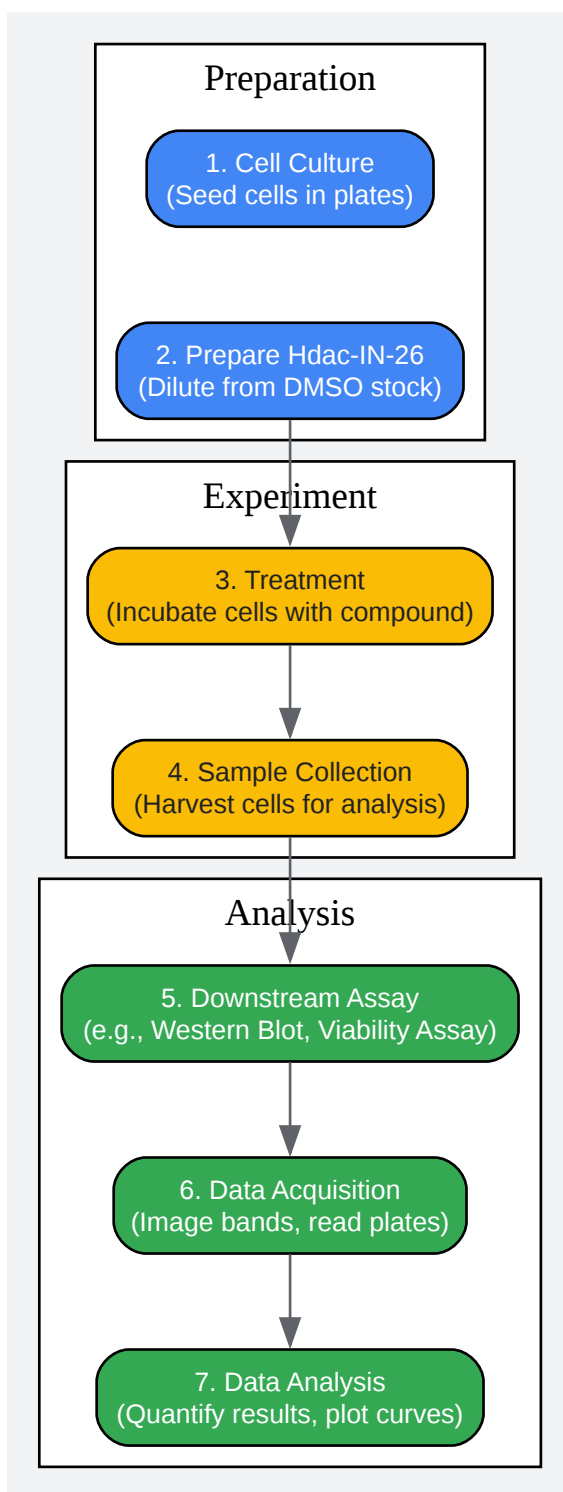 Preparation
1. Cell Culture
(Seed cells in plates)
2. Prepare Hdac-IN-26
(Dilute from DMSO stock)
Experiment
3. Treatment
(Incubate cells with compound)
4. Sample Collection
(Harvest cells for analysis)
Analysis
5. Downstream Assay
(e.g., Western Blot, Viability Assay)
6. Data Acquisition
(Image bands, read plates)
7. Data Analysis
(Quantify results, plot curves)